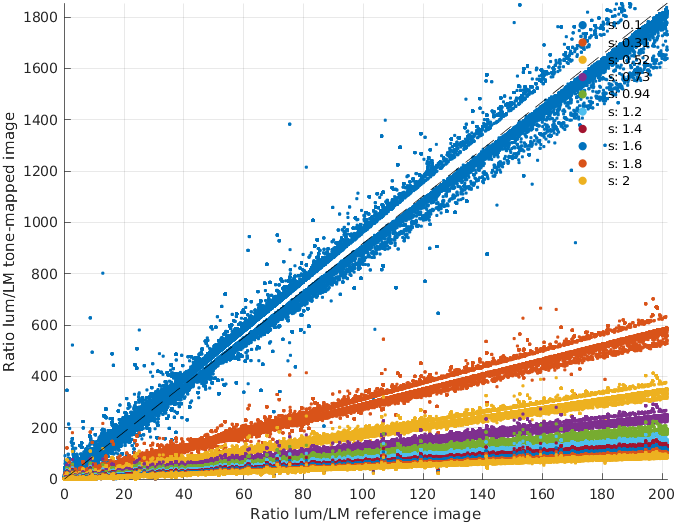 Ratio lum/LM tone-mapped image
1800
1600
1400
1200
1000
800
600
400
200
0
0 20 40 60 80 100 120 140 160 180 200
Ratio lum/LM reference image
s: 0.1
s: 0.31
s: 0.52
s: 0.73
s: 0.94
s: 1.2
s: 1.4
s: 1.6
s: 1.8
s: 2